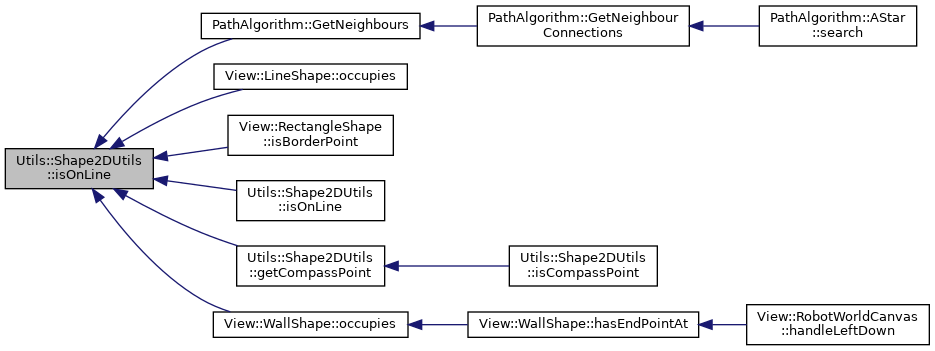 PathAlgorithm::GetNeighbours
PathAlgorithm::GetNeighbour
Connections
PathAlgorithm::AStar
::search
View::LineShape::occupies
View::RectangleShape
::isBorderPoint
Utils::Shape2DUtils
::isOnLine
Utils::Shape2DUtils
::isOnLine
Utils::Shape2DUtils
::getCompassPoint
Utils::Shape2DUtils
::isCompassPoint
View::WallShape::occupies
View::WallShape::hasEndPointAt
View::RobotWorldCanvas
::handleLeftDown